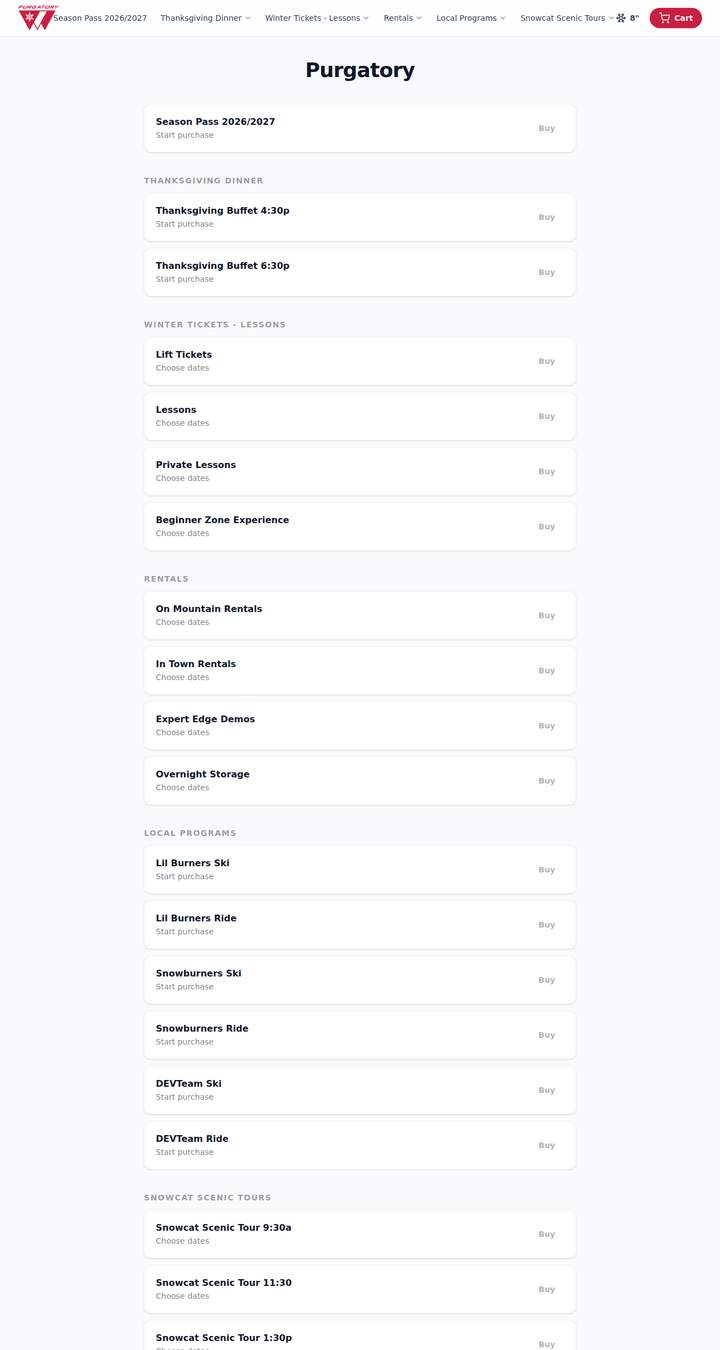 PURGATORY
Season Pass 2026/2027
Thanksgiving Dinner
Winter Tickets - Lessons
Rentals
Local Programs
Snowcat Scenic Tours
8"
Cart
Purgatory
Season Pass 2026/2027
Start purchase
Buy
THANKSGIVING DINNER
Thanksgiving Buffet 4:30p
Start purchase
Buy
Thanksgiving Buffet 6:30p
Start purchase
Buy
WINTER TICKETS - LESSONS
Lift Tickets
Choose dates
Buy
Lessons
Choose dates
Buy
Private Lessons
Choose dates
Buy
Beginner Zone Experience
Choose dates
Buy
RENTALS
On Mountain Rentals
Choose dates
Buy
In Town Rentals
Choose dates
Buy
Expert Edge Demos
Choose dates
Buy
Overnight Storage
Choose dates
Buy
LOCAL PROGRAMS
Lil Burners Ski
Start purchase
Buy
Lil Burners Ride
Start purchase
Buy
Snowburners Ski
Start purchase
Buy
Snowburners Ride
Start purchase
Buy
DEVTeam Ski
Start purchase
Buy
DEVTeam Ride
Start purchase
Buy
SNOWCAT SCENIC TOURS
Snowcat Scenic Tour 9:30a
Choose dates
Buy
Snowcat Scenic Tour 11:30
Choose dates
Buy
Snowcat Scenic Tour 1:30p
Choose dates
Buy